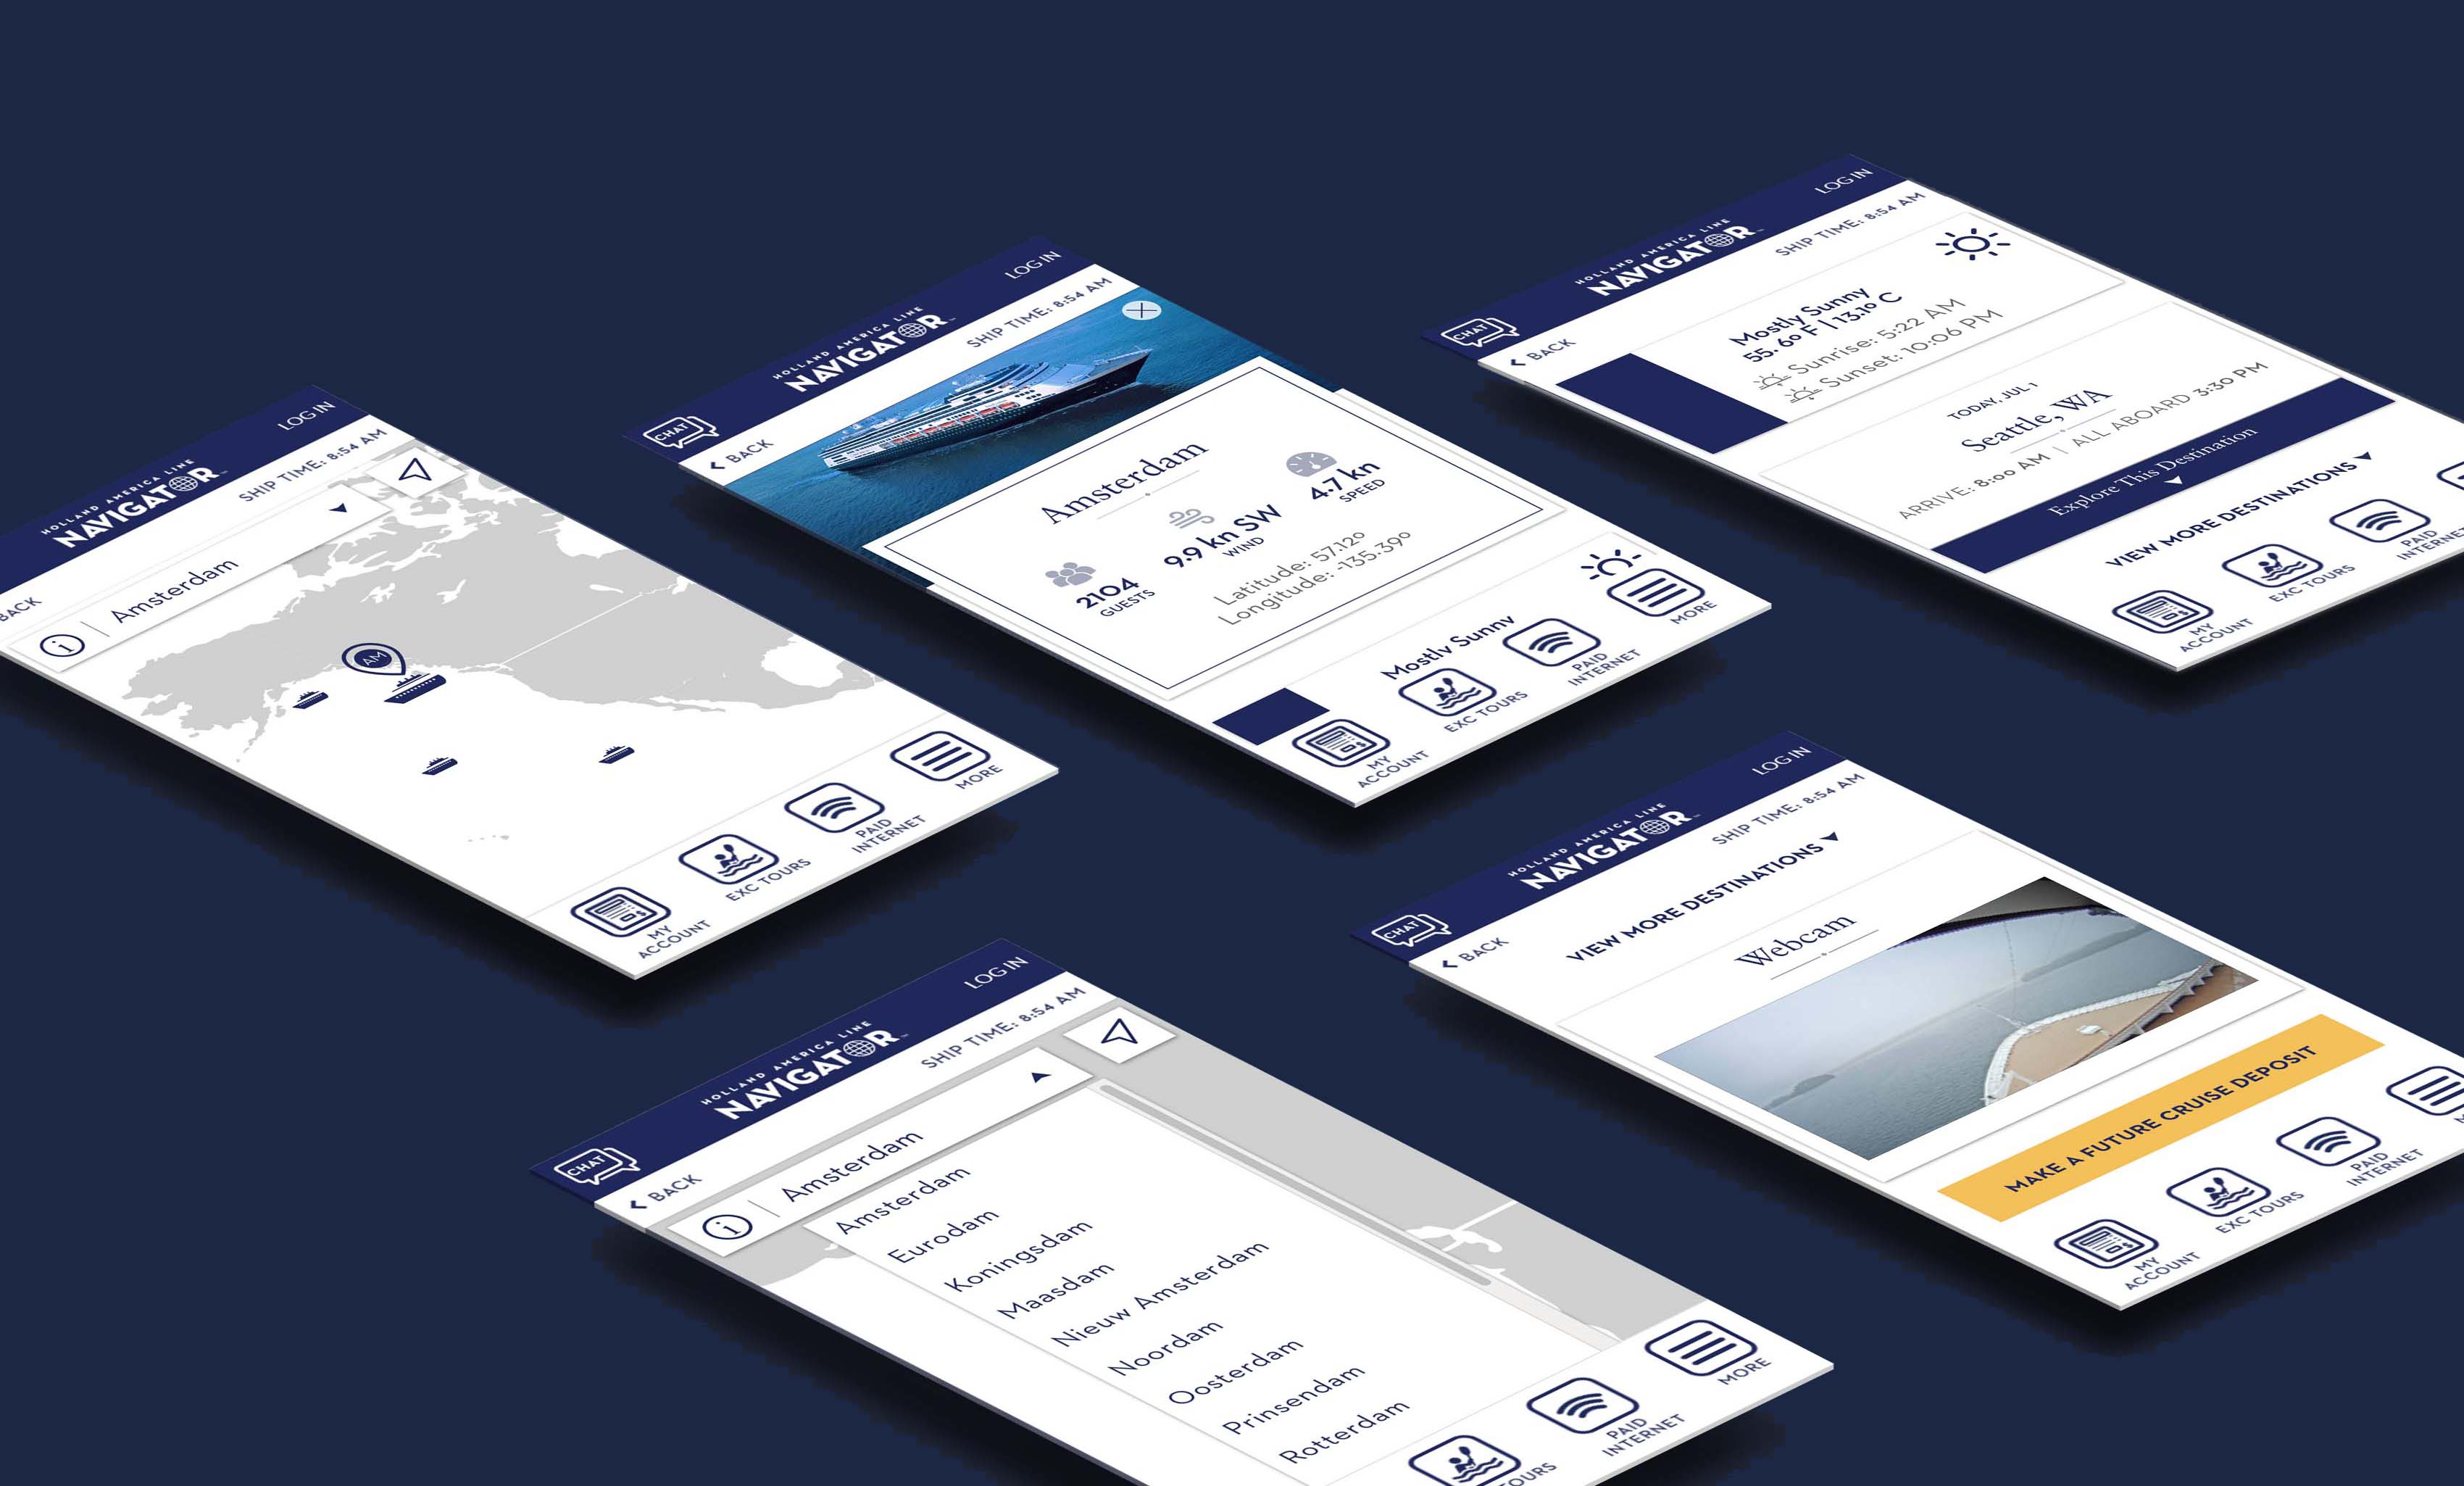 LOG IN
HOLLAND AMERICA LINE
NAVIGATOR
SHIP TIME: 8:54 AM
BACK
i | Amsterdam
AM
MY
ACCOUNT
EXC TOURS
PAID
INTERNET
MORE
LOG IN
HOLLAND AMERICA LINE
NAVIGATOR
CHAT
SHIP TIME: 8:54 AM
BACK
Amsterdam
2104
GUESTS
9.9 kn SW
WIND
4.7 kn
SPEED
Latitude: 57.12º
Longitude: -135.39º
Mostly Sunny
MY
ACCOUNT
EXC TOURS
PAID
INTERNET
MORE
LOG IN
HOLLAND AMERICA LINE
NAVIGATOR
CHAT
SHIP TIME: 8:54 AM
BACK
Mostly Sunny
55.6º F | 13.1º C
Sunrise: 5:22 AM
Sunset: 10:06 PM
TODAY, JUL 1
Seattle, WA
ARRIVE: 8:00 AM | ALL ABOARD 3:30 PM
Explore This Destination
VIEW MORE DESTINATIONS
MY
ACCOUNT
EXC TOURS
PAID
INTERNET
LOG IN
HOLLAND AMERICA LINE
NAVIGATOR
CHAT
SHIP TIME: 8:54 AM
BACK
i | Amsterdam
Amsterdam
Eurodam
Koningsdam
Maasdam
Nieuw Amsterdam
Noordam
Oosterdam
Prinsendam
Rotterdam
TOURS
PAID
INTERNET
MORE
LOG IN
HOLLAND AMERICA LINE
NAVIGATOR
CHAT
SHIP TIME: 8:54 AM
BACK
VIEW MORE DESTINATIONS
Webcam
MAKE A FUTURE CRUISE DEPOSIT
MY
ACCOUNT
EXC TOURS
PAID
INTERNET